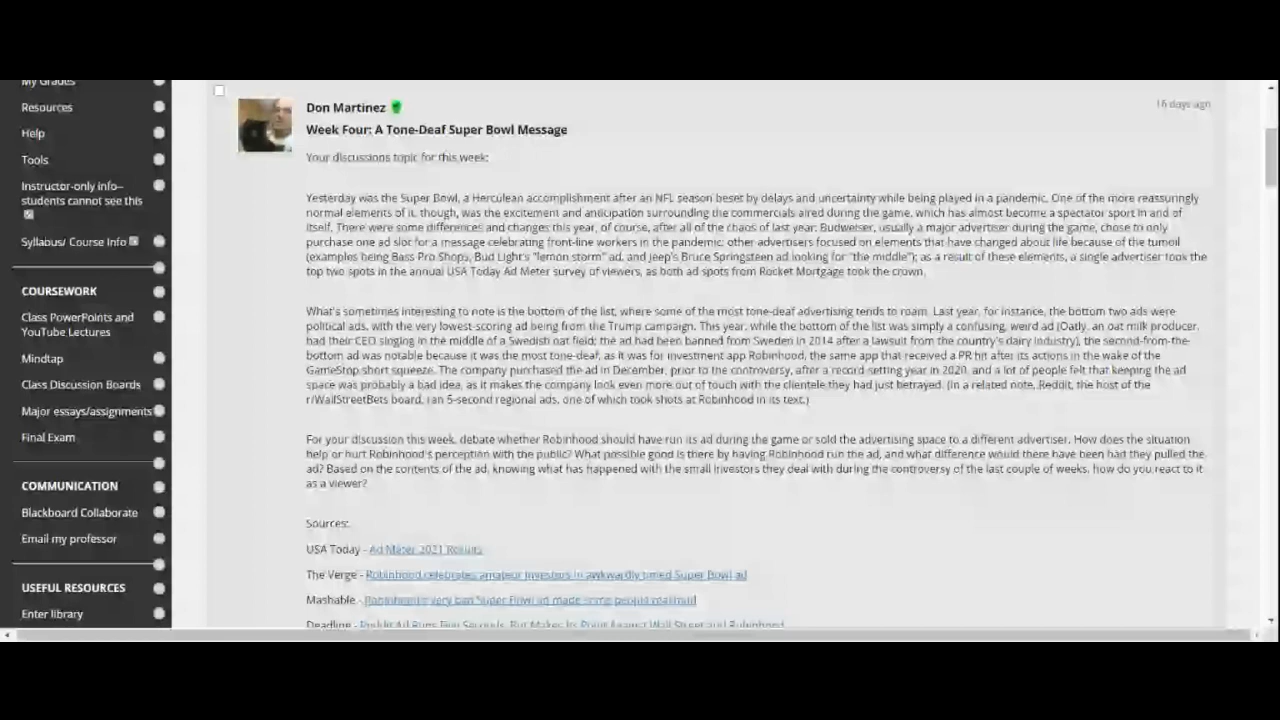 My Grades
Resources
Help
Tools
Instructor-only info--
students cannot see this
Syllabus/ Course Info
COURSEWORK
Class PowerPoints and
YouTube Lectures
Mindtap
Class Discussion Boards
Major essays/assignments
Final Exam
COMMUNICATION
Blackboard Collaborate
Email my professor
USEFUL RESOURCES
Enter library
Don Martinez
16 days ago
Week Four: A Tone-Deaf Super Bowl Message
Your discussions topic for this week:
Yesterday was the Super Bowl, a Herculean accomplishment after an NFL season beset by delays and uncertainty while being played in a pandemic. One of the more reassuringly
normal elements of it, though, was the excitement and anticipation surrounding the commercials aired during the game, which has almost become a spectator sport in and of
itself. There were some differences and changes this year, of course, after all of the chaos of last year: Budweiser, usually a major advertiser during the game, chose to only
purchase one ad slot for a message celebrating front-line workers in the pandemic; other advertisers focused on elements that have changed about life because of the tumoil
(examples being Bass Pro Shops, Bud Light's "lemon storm" ad, and Jeep's Bruce Springsteen ad looking for "the middle"); as a result of these elements, a single advertiser took the
top two spots in the annual USA Today Ad Meter survey of viewers, as both ad spots from Rocket Mortgage took the crown.
What's sometimes interesting to note is the bottom of the list, where some of the most tone-deaf advertising tends to roam. Last year, for instance, the bottom two ads were
political ads, with the very lowest-scoring ad being from the Trump campaign. This year, while the bottom of the list was simply a confusing, weird ad (Oatly, an oat milk producer,
had their CEO singing in the middle of a Swedish oat field; the ad had been banned from Sweden in 2014 after a lawsuit from the country's dairy industry), the second-from-the-
bottom ad was notable because it was the most tone-deaf, as it was for investment app Robinhood, the same app that received a PR hit after its actions in the wake of the
GameStop short squeeze. The company purchased the ad in December, prior to the controversy, after a record-setting year in 2020, and a lot of people felt that keeping the ad
space was probably a bad idea, as it makes the company look even more out of touch with the clientele they had just betrayed. (In a related note, Reddit, the host of the
r/WallStreetBets board, ran 5-second regional ads, one of which took shots at Robinhood in its text.)
For your discussion this week, debate whether Robinhood should have run its ad during the game or sold the advertising space to a different advertiser. How does the situation
help or hurt Robinhood's perception with the public? What possible good is there by having Robinhood run the ad, and what difference would there have been had they pulled the
ad? Based on the contents of the ad, knowing what has happened with the small investors they deal with during the controversy of the last couple of weeks, how do you react to it
as a viewer?
Sources:
USA Today - Ad Meter 2021 Results
The Verge - Robinhood celebrates amateur investors in awkwardly timed Super Bowl ad
Mashable - Robinhood's very bad Super Bowl ad made some people real mad
Deadline - Reddit Ad Runs Five Seconds, But Makes Its Point Against Wall Street and Robinhood